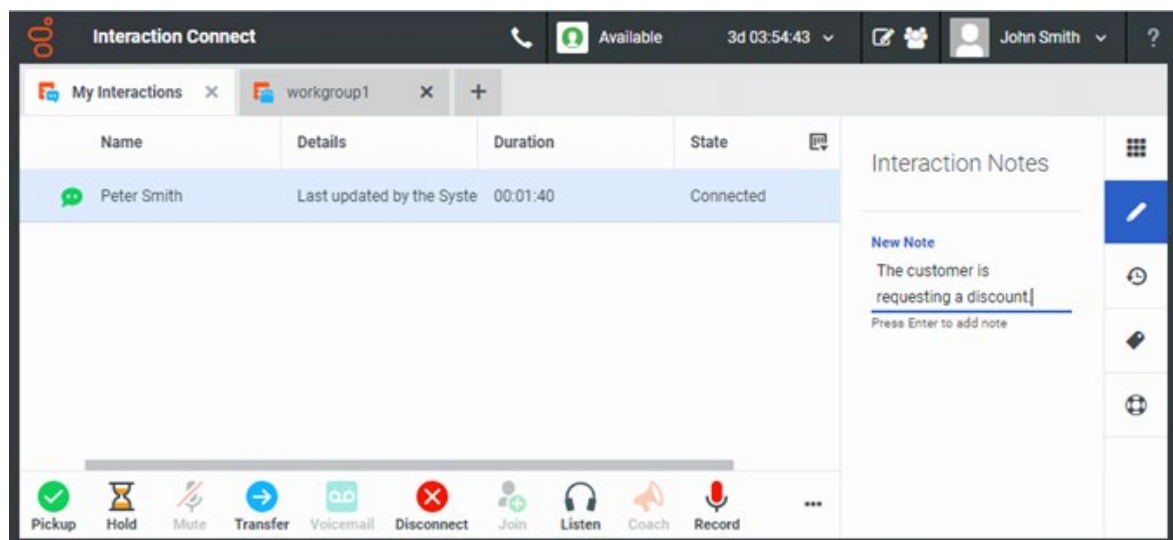 Interaction Connect Available 3d 03:54:43 John Smith ?
My Interactions × workgroup1 × +
Name Details Duration State
Peter Smith Last updated by the Syste 00:01:40 Connected
Pickup Hold Mute Transfer Voicemail Disconnect Join Listen Coach Record ...
Interaction Notes
New Note
The customer is
requesting a discount.
Press Enter to add note